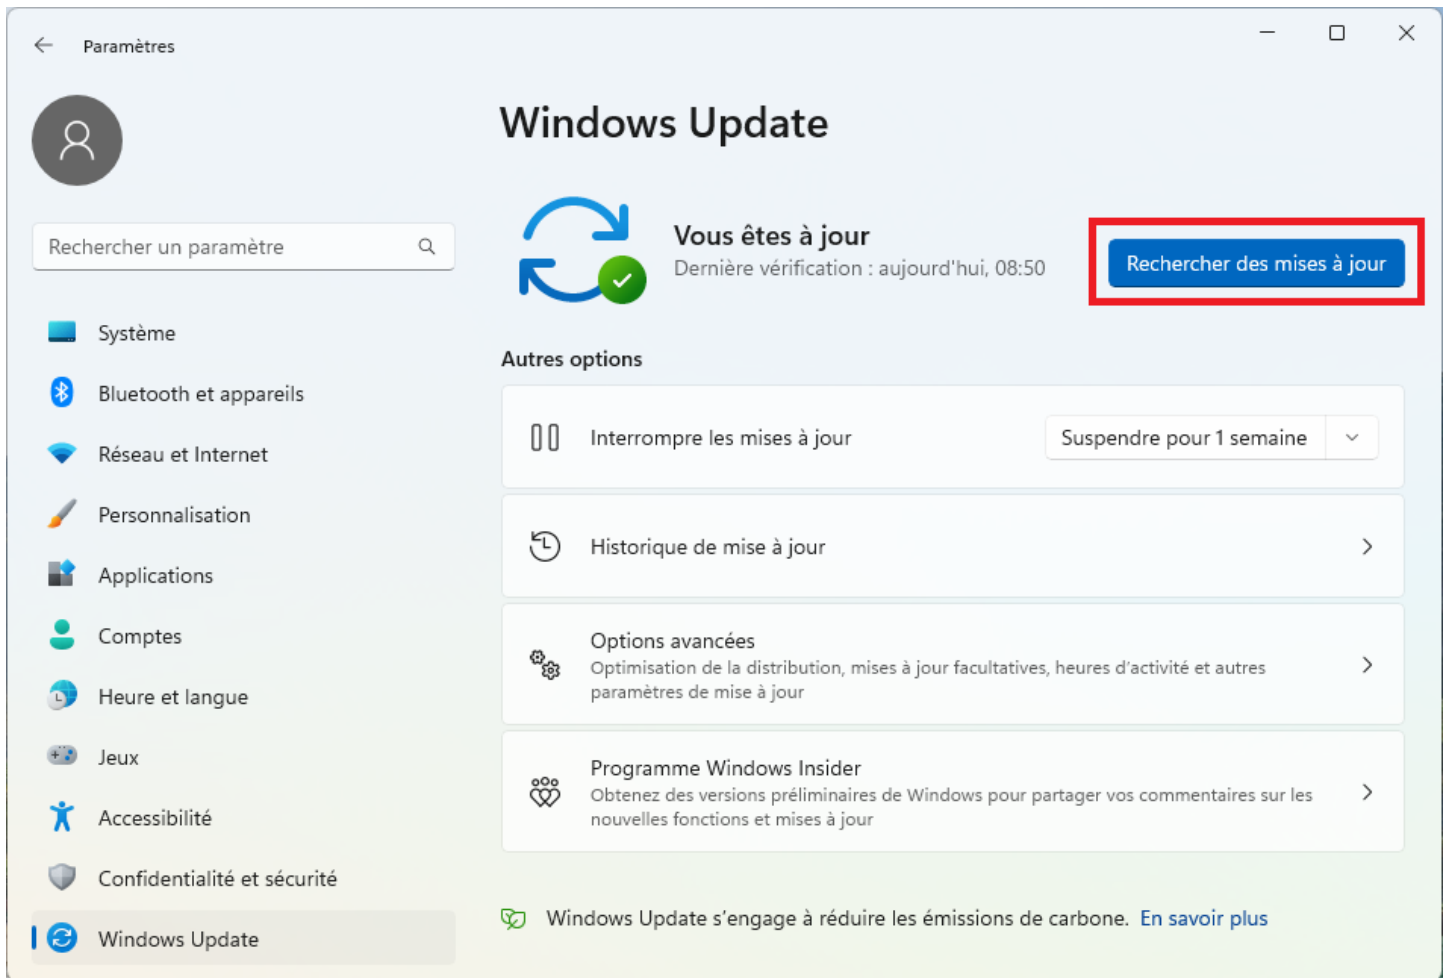 Paramètres
Rechercher un paramètre
Système
Bluetooth et appareils
Réseau et Internet
Personnalisation
Applications
Comptes
Heure et langue
Jeux
Accessibilité
Confidentialité et sécurité
Windows Update
Windows Update
Vous êtes à jour
Dernière vérification : aujourd'hui, 08:50
Rechercher des mises à jour
Autres options
Interrompre les mises à jour
Suspendre pour 1 semaine
Historique de mise à jour
Options avancées
Optimisation de la distribution, mises à jour facultatives, heures d’activité et autres
paramètres de mise à jour
Programme Windows Insider
Obtenez des versions préliminaires de Windows pour partager vos commentaires sur les
nouvelles fonctions et mises à jour
Windows Update s’engage à réduire les émissions de carbone. En savoir plus